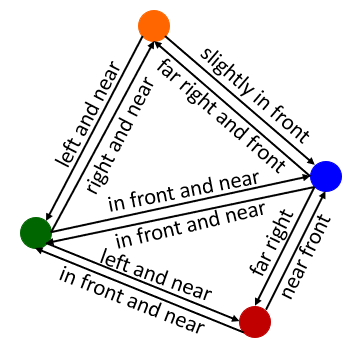 slightly in front
far right and front
left and near
right and near
in front and near
in front and near
far right
near front
left and near
in front and near